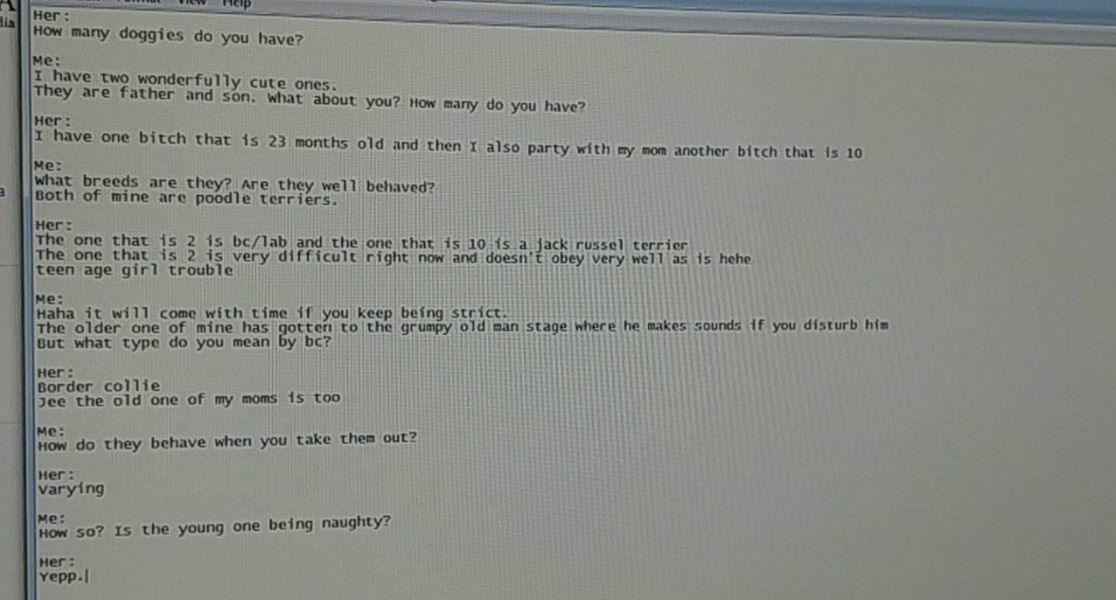 Help
Her:
How many doggies do you have?
Me:
I have two wonderfully cute ones.
They are father and son. What about you? How many do you have?
Her:
I have one bitch that is 23 months old and then I also party with my mom another bitch that is 10
Me:
What breeds are they? Are they well behaved?
Both of mine are poodle terriers.
Her:
The one that is 2 is bc/lab and the one that is 10 is a jack russel terrier
The one that is 2 is very difficult right now and doesn't obey very well as is hehe
teen age girl trouble
Me:
Haha it will come with time if you keep being strict.
The older one of mine has gotten to the grumpy old man stage where he makes sounds if you disturb him
But what type do you mean by bc?
Her:
Border collie
Jee the old one of my moms is too
Me:
How do they behave when you take them out?
Her:
Varying
Me:
How so? Is the young one being naughty?
Her:
Yepp.